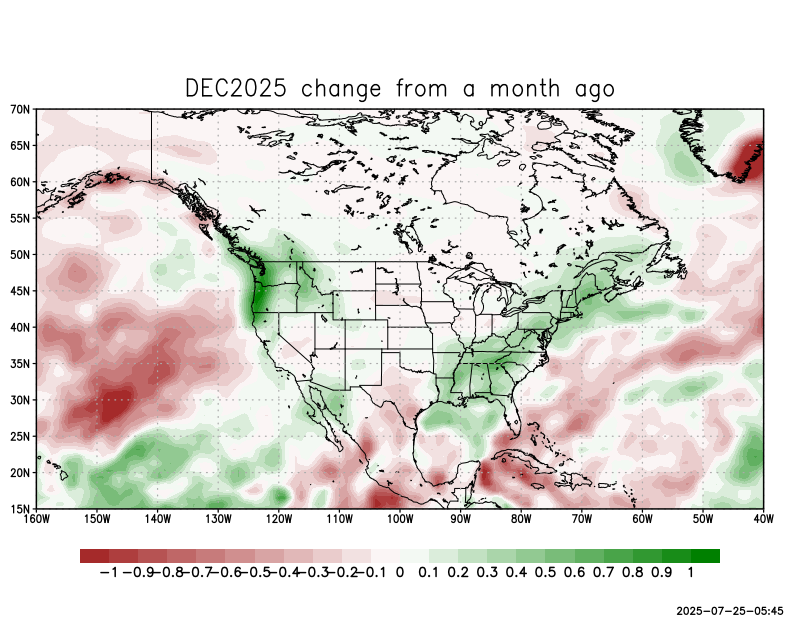 DEC2025 change from a month ago
70N
65N
60N
55N
50N
45N
40N
35N
30N
25N
20N
15N
160W 150W 140W 130W 120W 110W 100W 90W 80W 70W 60W 50W 40W
-1 -0.9 -0.8 -0.7 -0.6 -0.5 -0.4 -0.3 -0.2 -0.1 0 0.1 0.2 0.3 0.4 0.5 0.6 0.7 0.8 0.9 1
2025-07-25-05:45